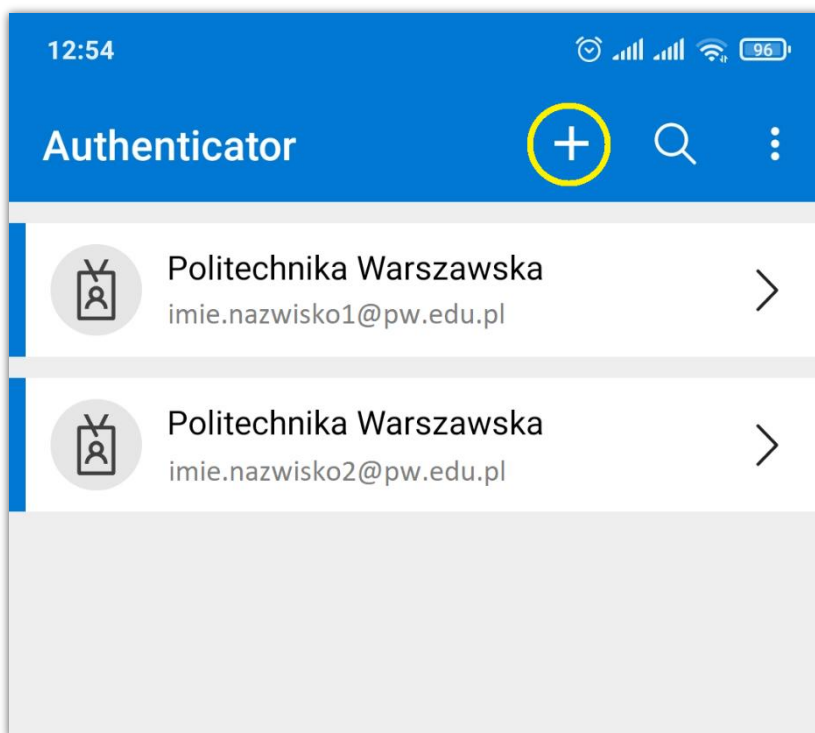 12:54
96
Authenticator
Politechnika Warszawska
imie.nazwisko1@pw.edu.pl
Politechnika Warszawska
imie.nazwisko2@pw.edu.pl